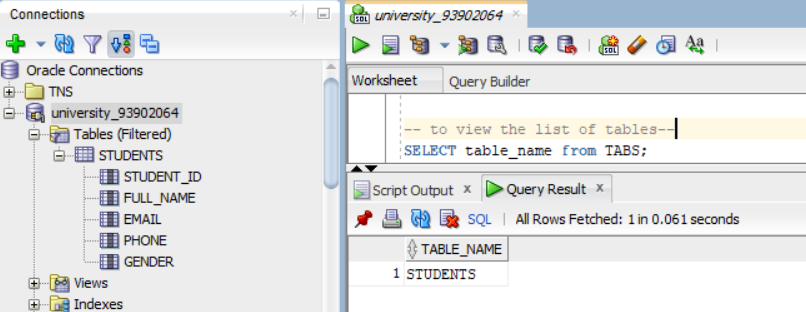 Connections
Oracle Connections
TNS
university_93902064
Tables (Filtered)
STUDENTS
STUDENT_ID
FULL_NAME
EMAIL
PHONE
GENDER
Views
Indexes
university_93902064
Worksheet Query Builder
-- to view the list of tables--
SELECT table_name from TABS;
Script Output x Query Result x
SQL | All Rows Fetched: 1 in 0.061 seconds
TABLE_NAME
1 STUDENTS